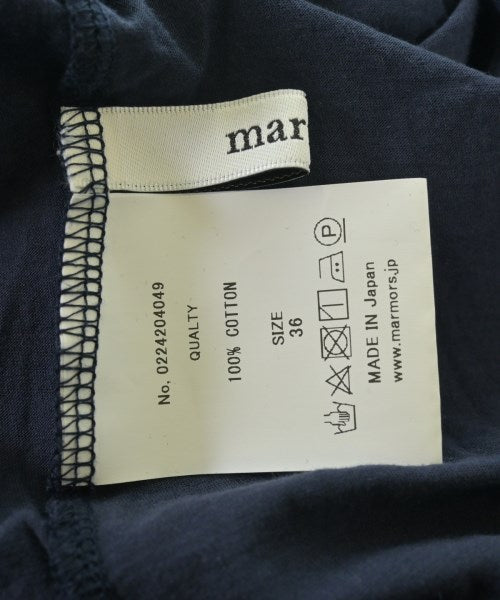 mar
No. 0224204049
QUALTY
100% COTTON
SIZE
36
P
MADE IN Japan
www.marmors.jp